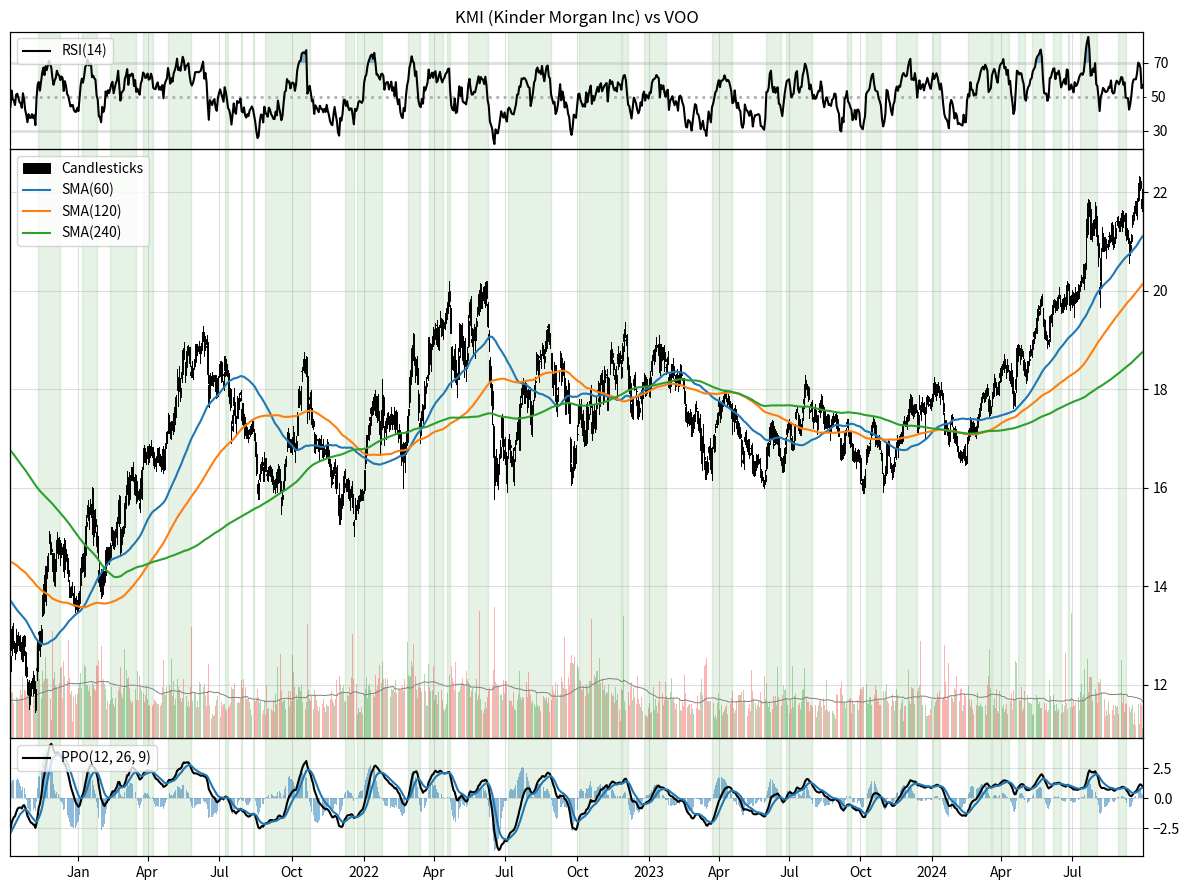 KMI (Kinder Morgan Inc) vs VOO
RSI(14)
70
50
30
Candlesticks
SMA(60)
SMA(120)
SMA(240)
22
20
18
16
14
12
PPO(12, 26, 9)
2.5
0.0
−2.5
Jan Apr Jul Oct 2022 Apr Jul Oct 2023 Apr Jul Oct 2024 Apr Jul